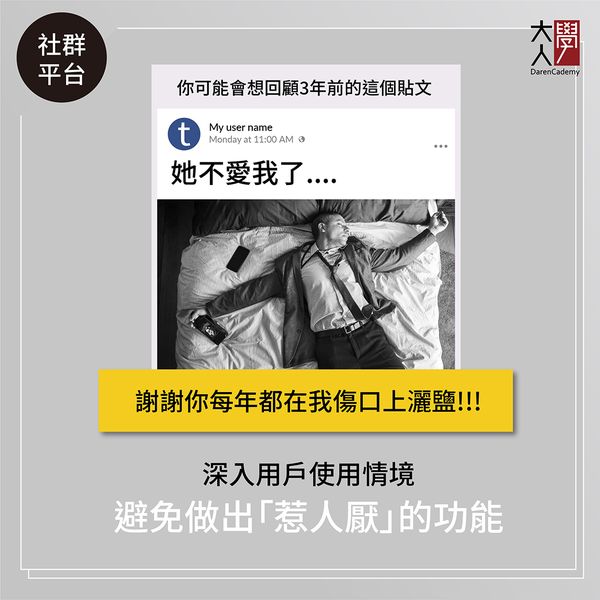 社群
平台
大學
人
DarenCademy
你可能會想回顧3年前的這個貼文
t
My user name
Monday at 11:00 AM
她不愛我了....
謝謝你每年都在我傷口上灑鹽!!!
深入用戶使用情境
避免做出「惹人厭」的功能